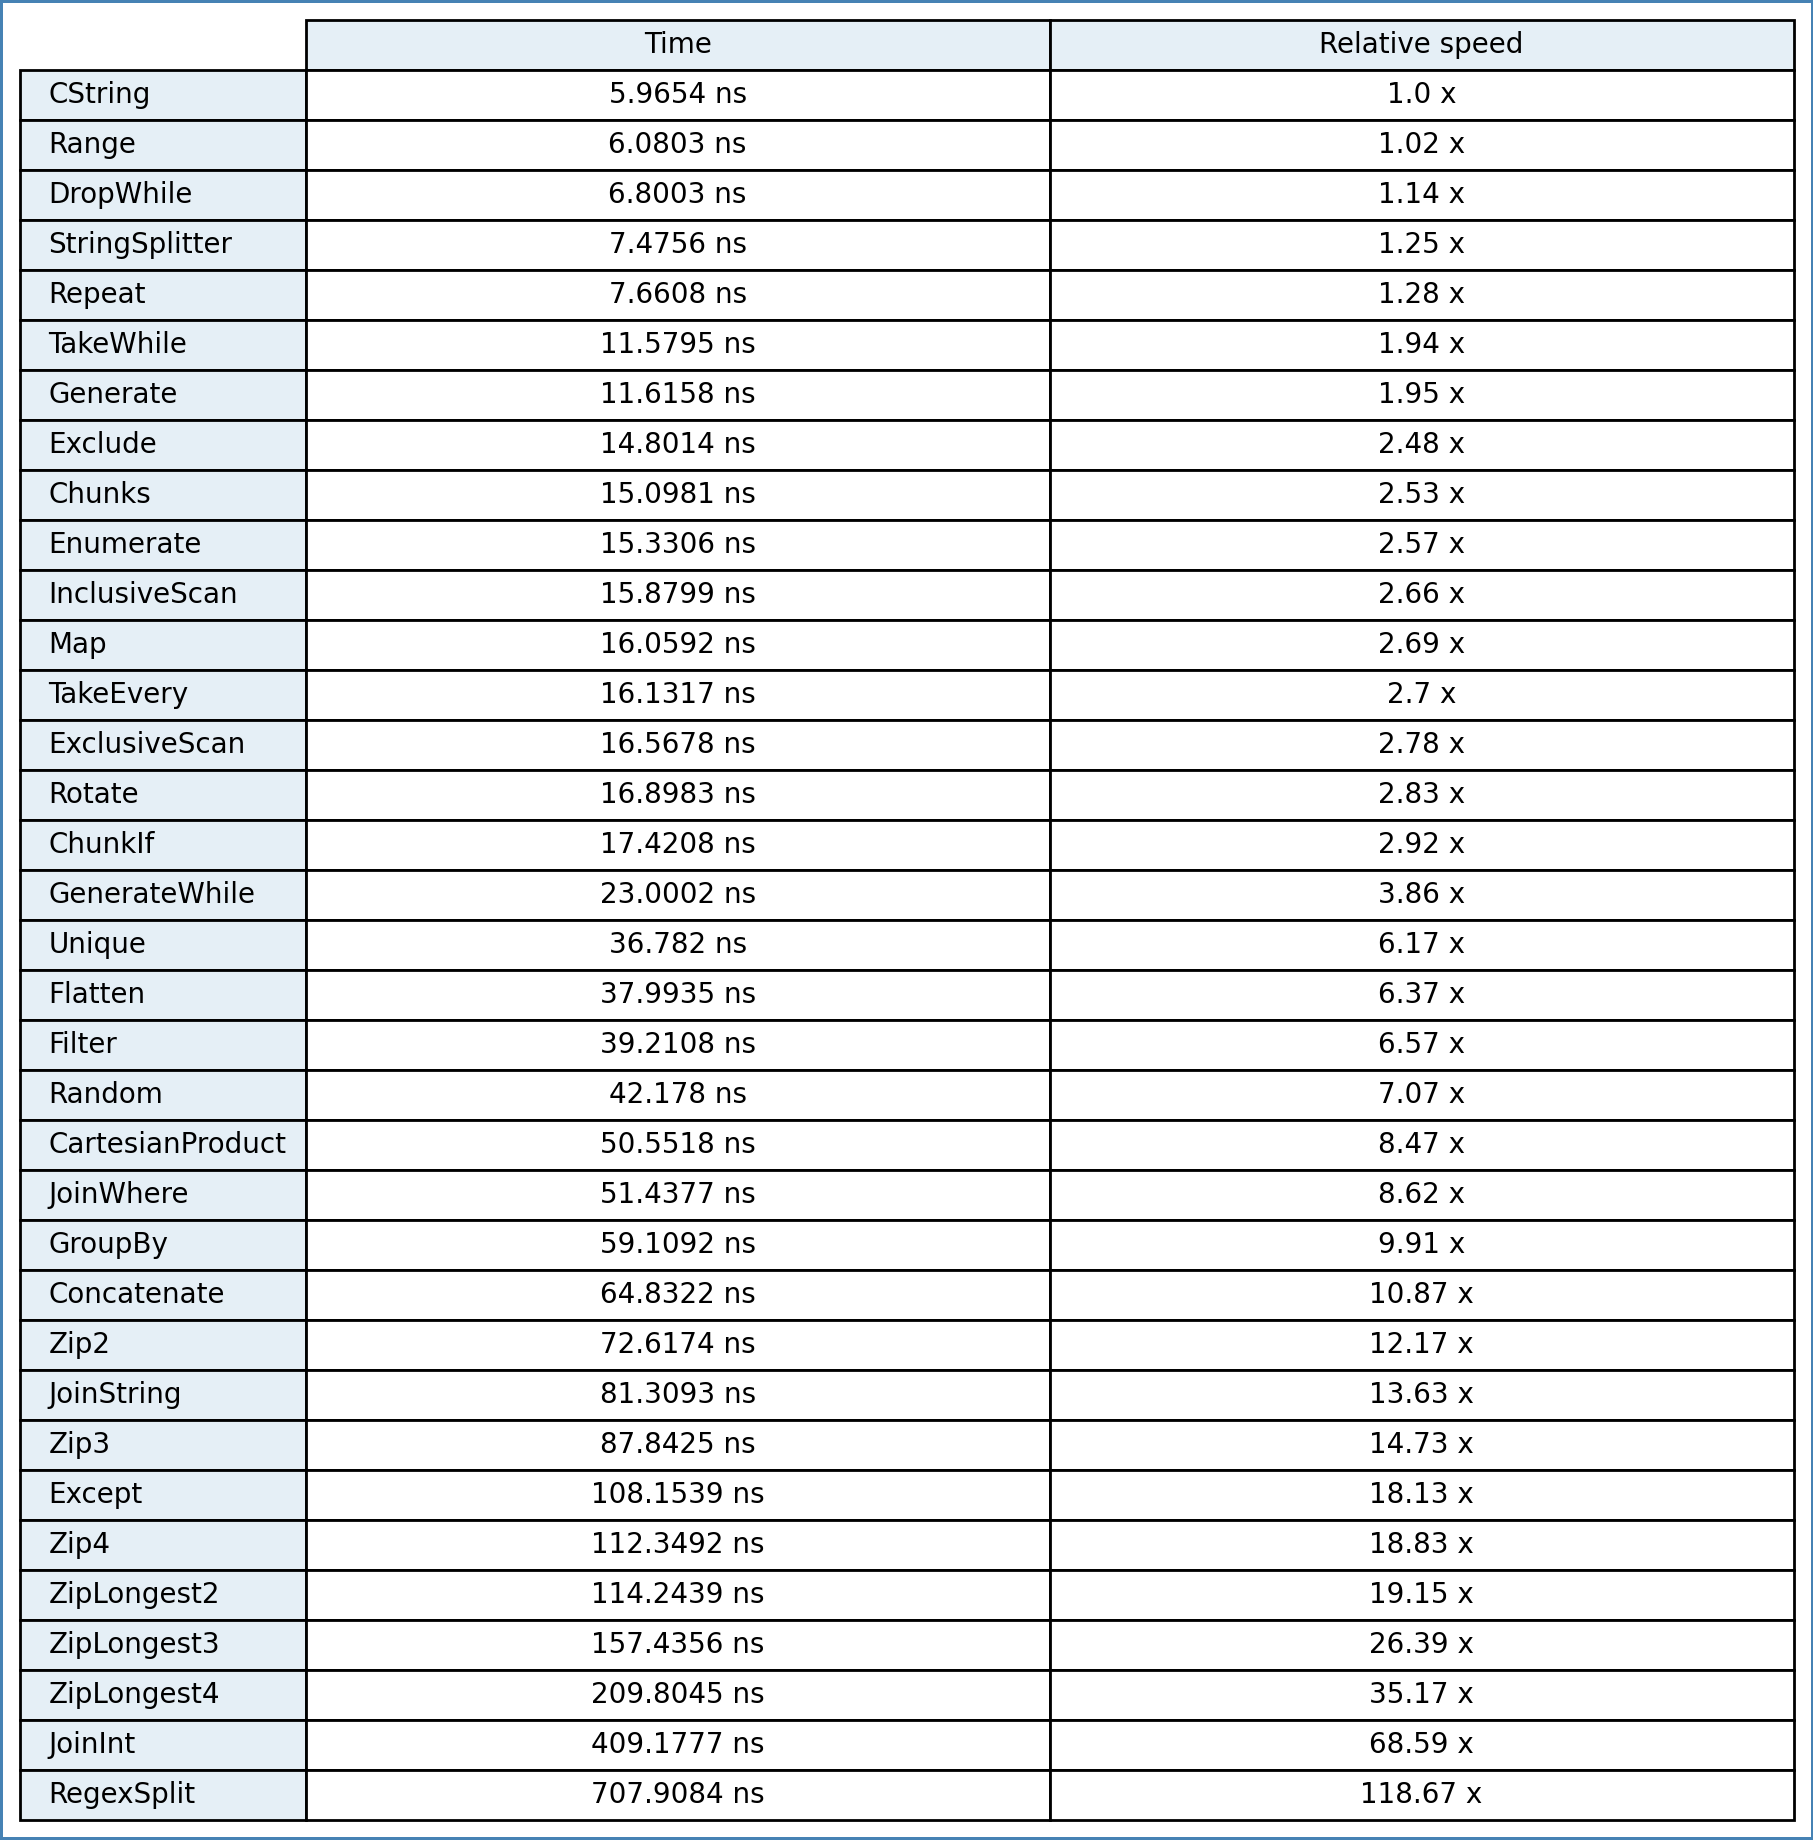 Time Relative speed
CString 5.9654 ns 1.0 x
Range 6.0803 ns 1.02 x
DropWhile 6.8003 ns 1.14 x
StringSplitter 7.4756 ns 1.25 x
Repeat 7.6608 ns 1.28 x
TakeWhile 11.5795 ns 1.94 x
Generate 11.6158 ns 1.95 x
Exclude 14.8014 ns 2.48 x
Chunks 15.0981 ns 2.53 x
Enumerate 15.3306 ns 2.57 x
InclusiveScan 15.8799 ns 2.66 x
Map 16.0592 ns 2.69 x
TakeEvery 16.1317 ns 2.7 x
ExclusiveScan 16.5678 ns 2.78 x
Rotate 16.8983 ns 2.83 x
ChunkIf 17.4208 ns 2.92 x
GenerateWhile 23.0002 ns 3.86 x
Unique 36.782 ns 6.17 x
Flatten 37.9935 ns 6.37 x
Filter 39.2108 ns 6.57 x
Random 42.178 ns 7.07 x
CartesianProduct 50.5518 ns 8.47 x
JoinWhere 51.4377 ns 8.62 x
GroupBy 59.1092 ns 9.91 x
Concatenate 64.8322 ns 10.87 x
Zip2 72.6174 ns 12.17 x
JoinString 81.3093 ns 13.63 x
Zip3 87.8425 ns 14.73 x
Except 108.1539 ns 18.13 x
Zip4 112.3492 ns 18.83 x
ZipLongest2 114.2439 ns 19.15 x
ZipLongest3 157.4356 ns 26.39 x
ZipLongest4 209.8045 ns 35.17 x
JoinInt 409.1777 ns 68.59 x
RegexSplit 707.9084 ns 118.67 x